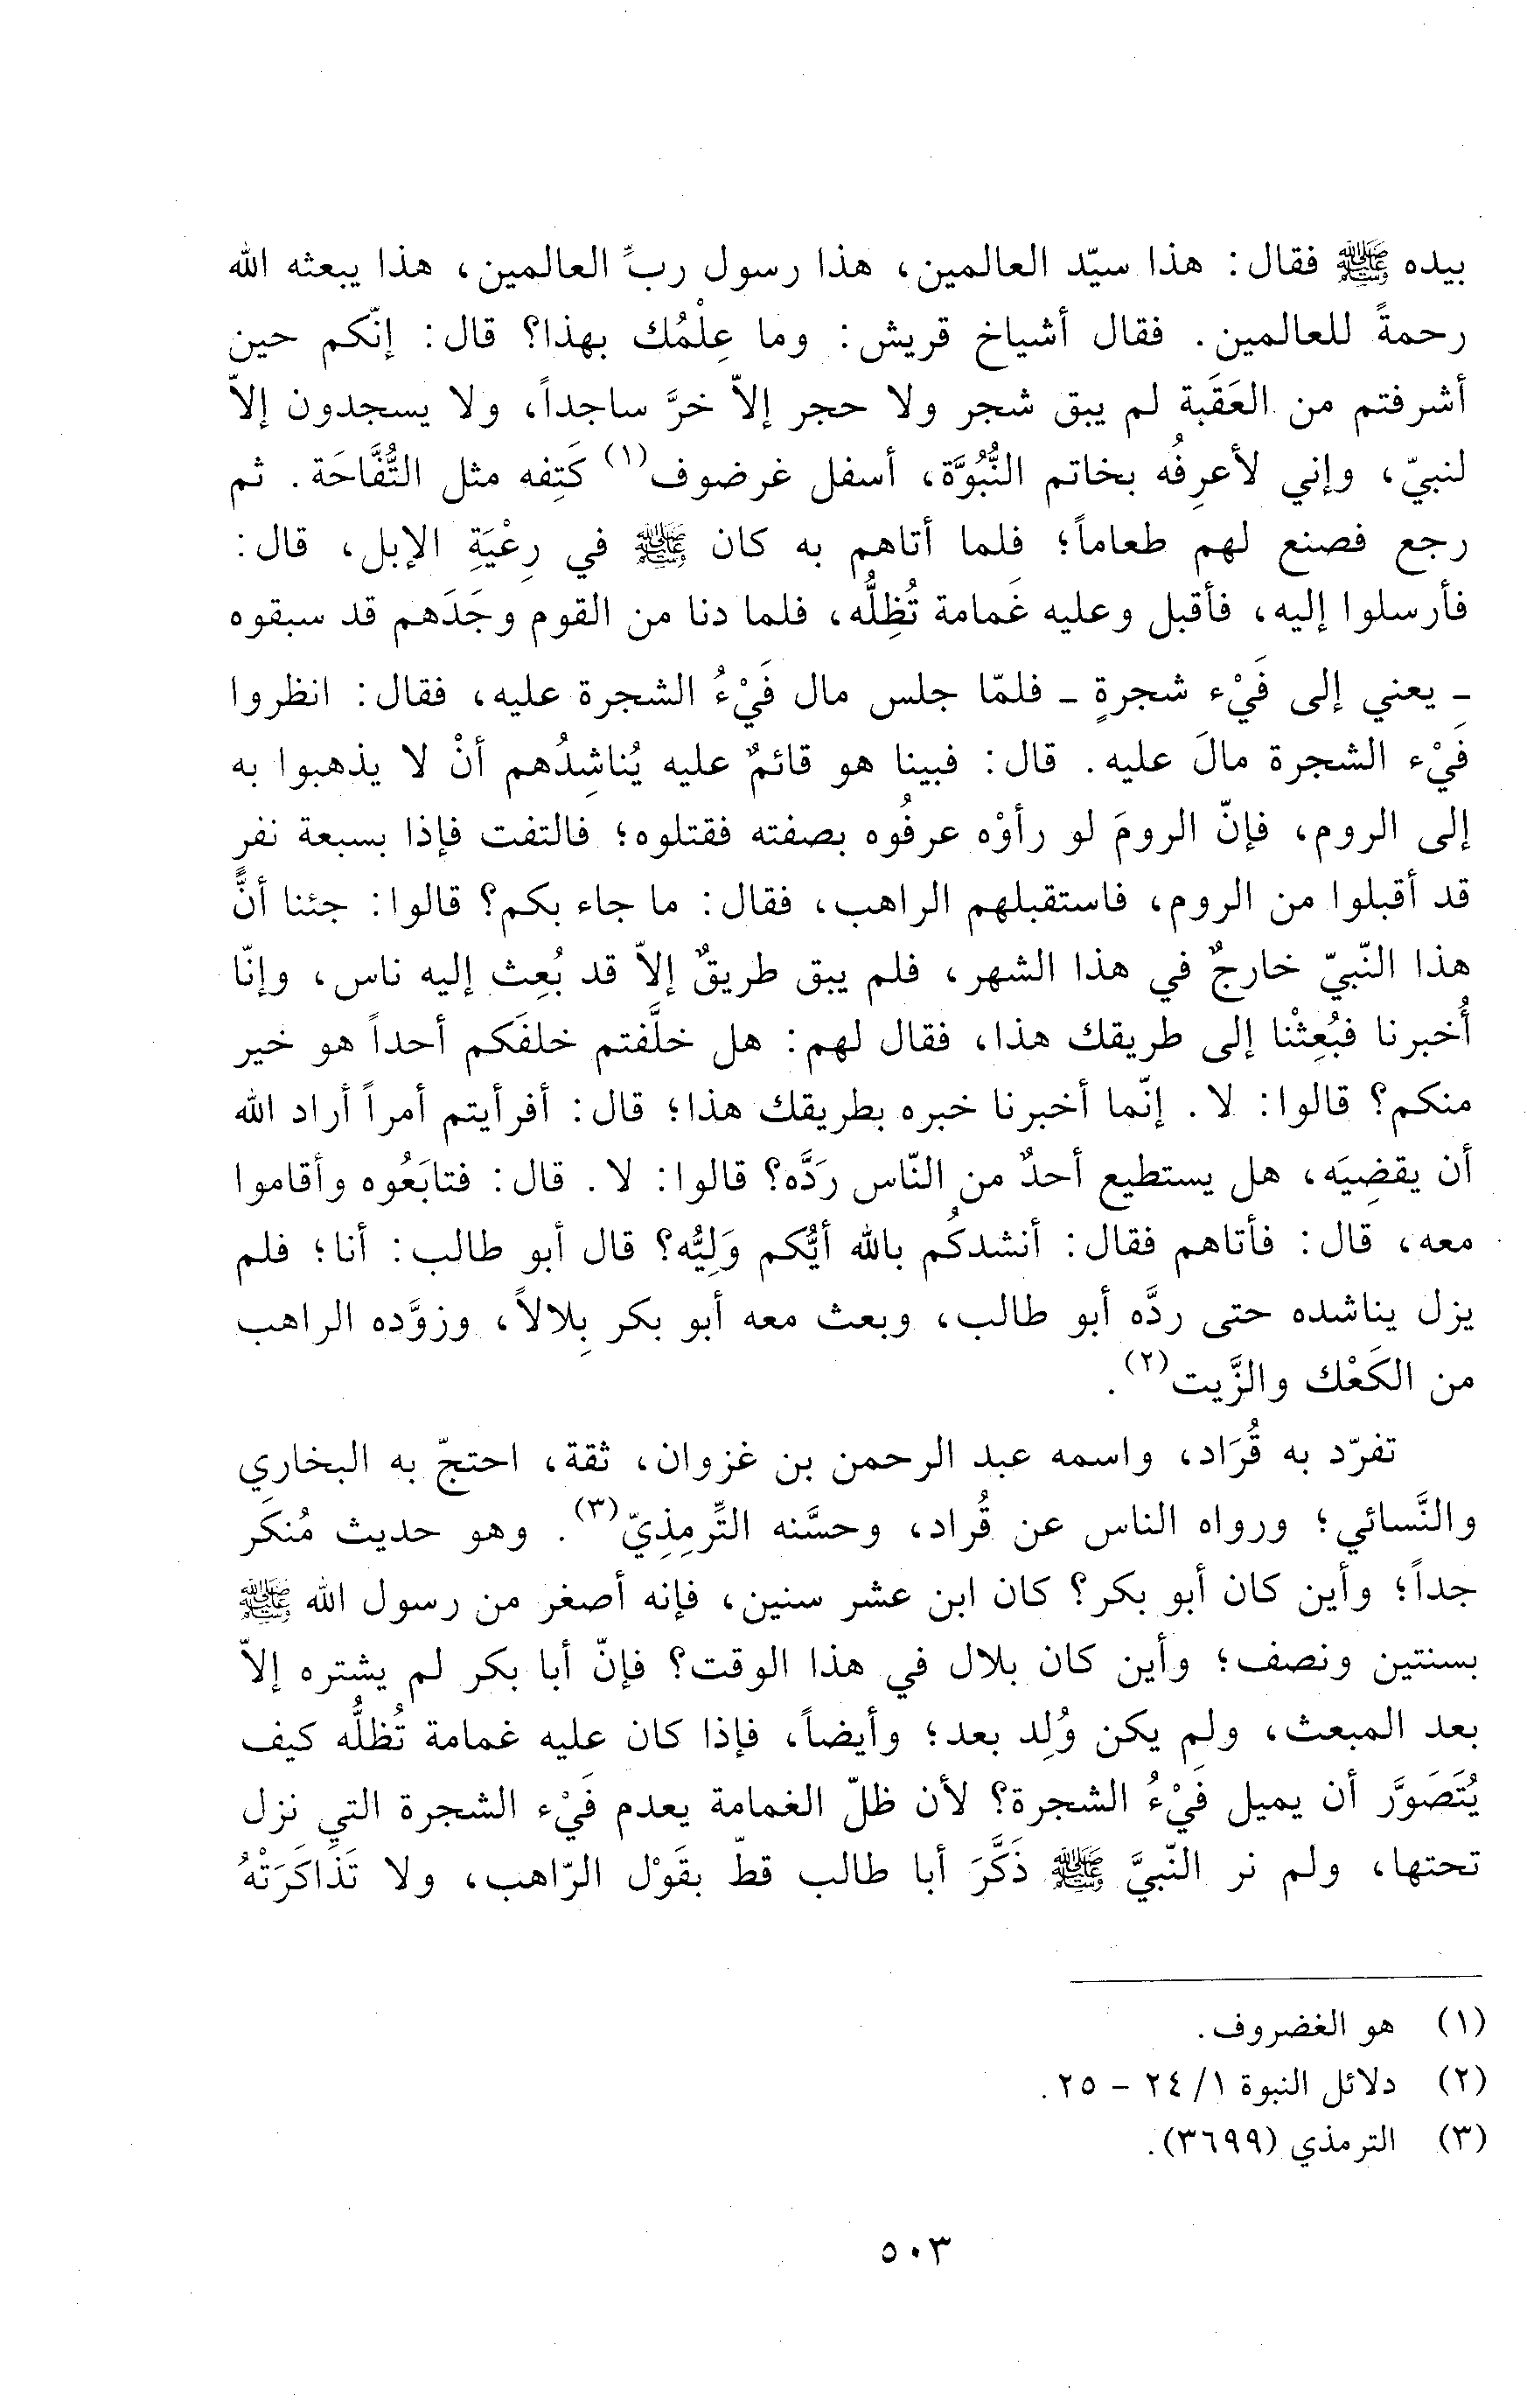 بيده ﷺ فقال: هذا سيّد العالمين، هذا رسول ربِّ العالمين، هذا يبعثه الله
رحمةً للعالمين. فقال أشياخ قريش: وما عِلْمُك بهذا؟ قال: إنّكم حين
أشرفتم من العَقَبة لم يبق شجر ولا حجر إلاّ خرَّ ساجداً، ولا يسجدون إلاّ
لنبيّ، وإني لأعرِفُه بخاتم النُّبُوَّة، أسفل غرضوف(١) كَتِفه مثل التُّفَّاحَة. ثم
رجع فصنع لهم طعاماً؛ فلما أتاهم به كان ﷺ في رِعْيَةِ الإبل، قال:
فأرسلوا إليه، فأقبل وعليه غَمامة تُظِلُّه، فلما دنا من القوم وجَدَهم قد سبقوه
ـ يعني إلى فَيْء شجرةٍ ـ فلمّا جلس مال فَيْءُ الشجرة عليه، فقال: انظروا
فَيْء الشجرة مالَ عليه. قال: فبينا هو قائمٌ عليه يُناشِدُهم أنْ لا يذهبوا به
إلى الروم، فإنّ الرومَ لو رأوْه عرفُوه بصفته فقتلوه؛ فالتفت فإذا بسبعة نفرٍ
قد أقبلوا من الروم، فاستقبلهم الراهب، فقال: ما جاء بكم؟ قالوا: جئنا أنَّ
هذا النّبيّ خارجٌ في هذا الشهر، فلم يبق طريقٌ إلاّ قد بُعِث إليه ناس، وإنّا
أُخبرنا فبُعِثْنا إلى طريقك هذا، فقال لهم: هل خلَّفتم خلفَكم أحداً هو خير
منكم؟ قالوا: لا. إنّما أخبرنا خبره بطريقك هذا؛ قال: أفرأيتم أمراً أراد الله
أن يقضِيَه، هل يستطيع أحدٌ من النّاس رَدَّه؟ قالوا: لا. قال: فتابَعُوه وأقاموا
معه، قال: فأتاهم فقال: أنشدكُم بالله أيُّكم وَلِيُّه؟ قال أبو طالب: أنا؛ فلم
يزل يناشده حتى ردَّه أبو طالب، وبعث معه أبو بكر بِلالاً، وزوَّده الراهب
من الكَعْك والزَّيت(٢).
تفرّد به قُرَاد، واسمه عبد الرحمن بن غزوان، ثقة، احتجّ به البخاري
والنَّسائي؛ ورواه الناس عن قُراد، وحسَّنه التِّرمِذِيّ(٣). وهو حديث مُنكَر
جداً؛ وأين كان أبو بكر؟ كان ابن عشر سنين، فإنه أصغر من رسول الله ﷺ
بسنتين ونصف؛ وأين كان بلال في هذا الوقت؟ فإنّ أبا بكر لم يشتره إلاّ
بعد المبعث، ولم يكن وُلِد بعد؛ وأيضاً، فإذا كان عليه غمامة تُظلُّه كيف
يُتَصَوَّر أن يميل فَيْءُ الشجرة؟ لأن ظلّ الغمامة يعدم فَيْء الشجرة التي نزل
تحتها، ولم نر النّبيَّ ﷺ ذَكَّرَ أبا طالب قطّ بقَوْل الرّاهب، ولا تَذَاكَرَتْهُ
(١) هو الغضروف.
(٢) دلائل النبوة ١/ ٢٤ - ٢٥.
(٣) الترمذي (٣٦٩٩).
٥٠٣